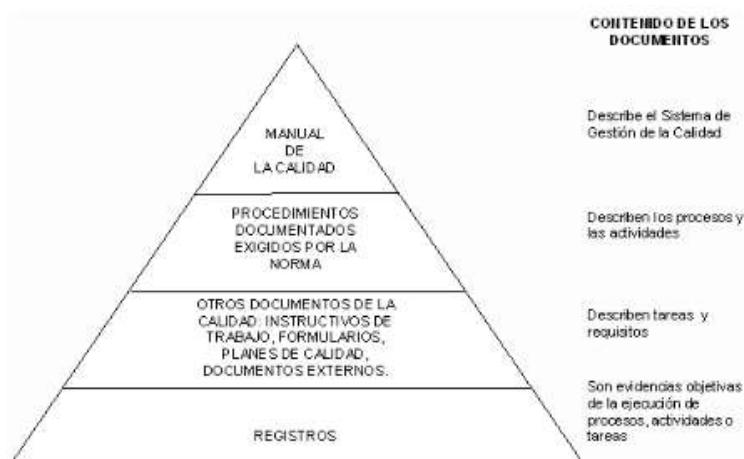 CONTENIDO DE LOS
DOCUMENTOS
MANUAL
DE
LA CALIDAD
Describe el Sistema de
Gestión de la Calidad
PROCEDIMIENTOS
DOCUMENTADOS
EXIGIDOS POR LA
NORMA
Describen los procesos y
las actividades
OTROS DOCUMENTOS DE LA
CALIDAD: INSTRUCTIVOS DE
TRABAJO, FORMULARIOS,
PLANES DE CALIDAD,
DOCUMENTOS EXTERNOS.
Describen tareas y
requisitos
REGISTROS
Son evidencias objetivas
de la ejecución de
procesos, actividades o
tareas